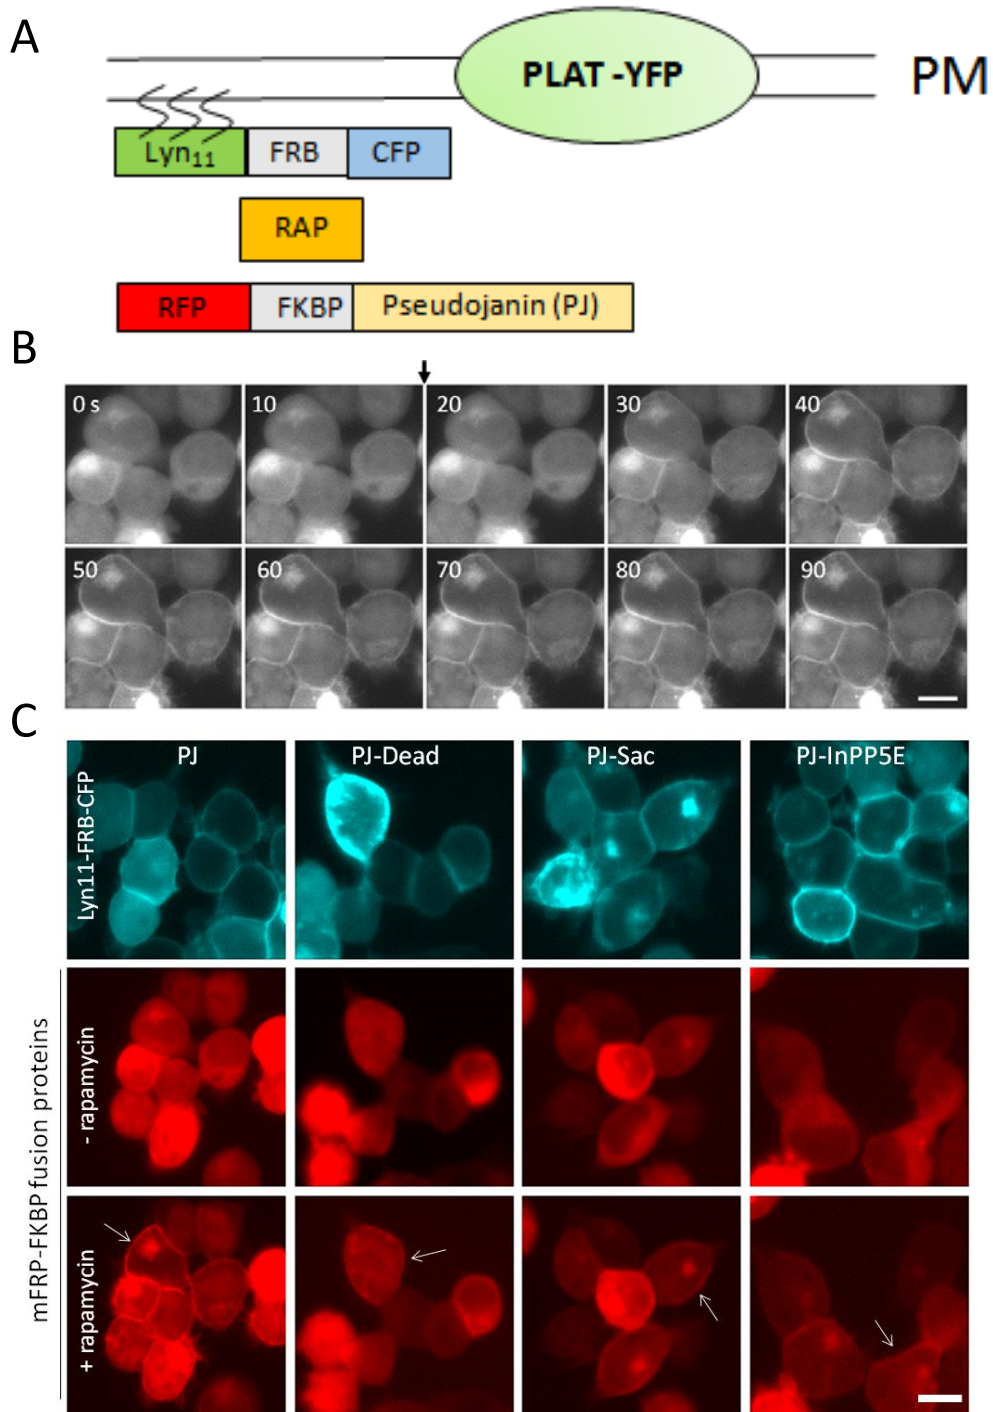 A
PLAT -YFP
PM
Lyn11 FRB CFP
RAP
RFP FKBP Pseudojanin (PJ)
B
0 s 10 20 30 40
50 60 70 80 90
C
PJ PJ-Dead PJ-Sac PJ-InPP5E
Lyn11-FRB-CFP
mFRP-FKBP fusion proteins
- rapamycin
+ rapamycin